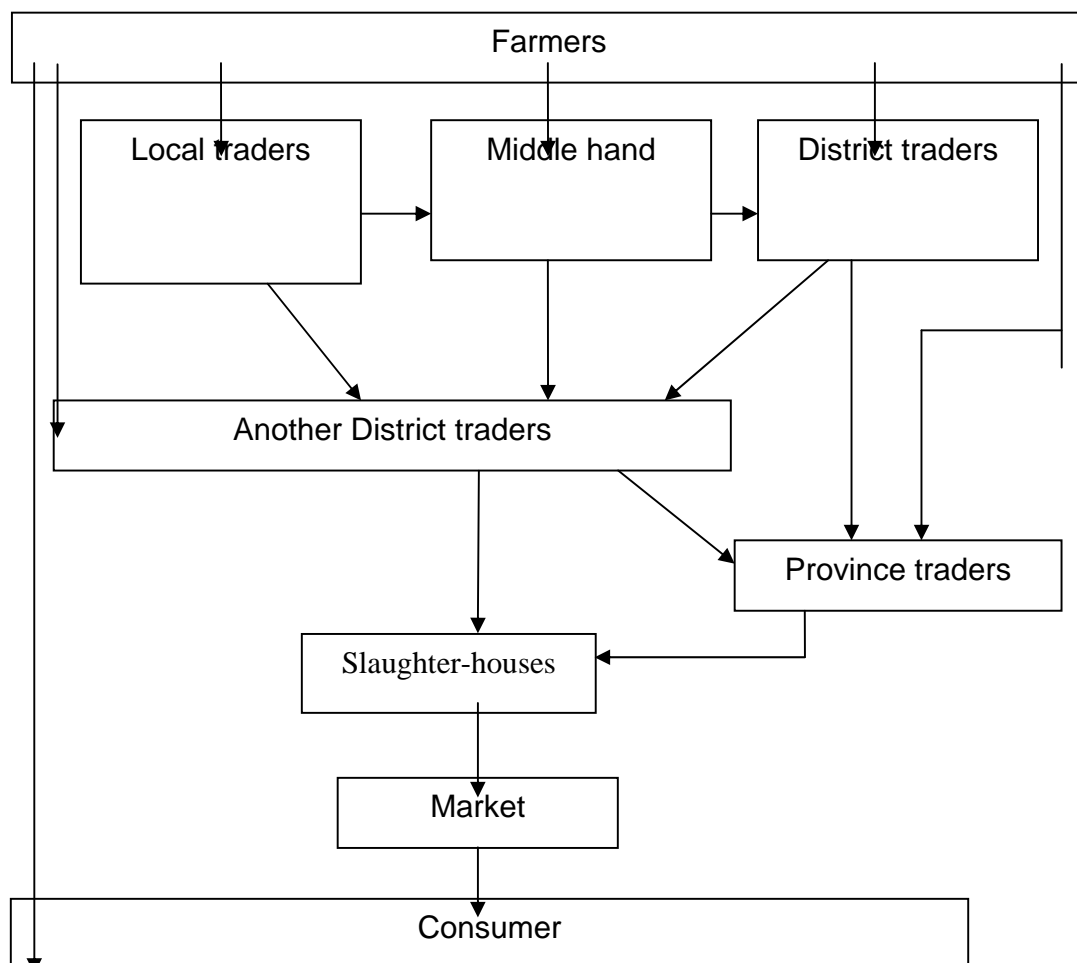 Farmers
Local traders
Middle hand
District traders
Another District traders
Province traders
Slaughter-houses
Market
Consumer